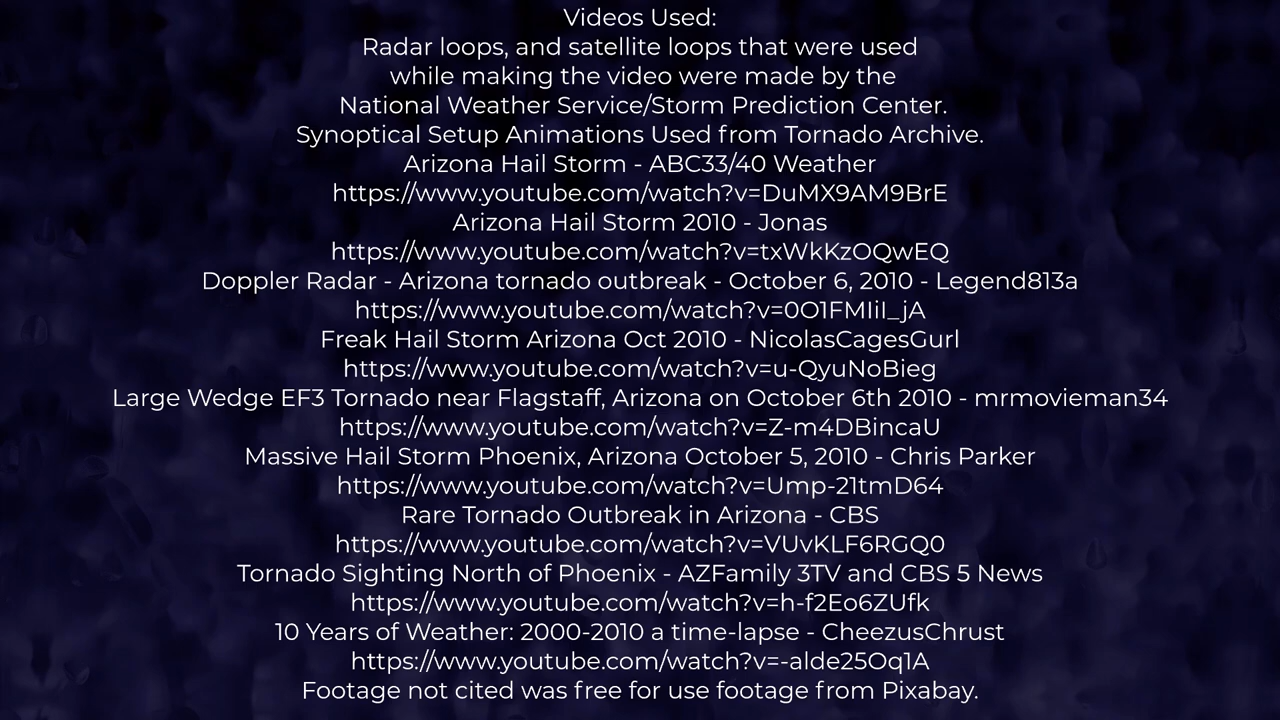 Videos Used:
Radar loops, and satellite loops that were used
while making the video were made by the
National Weather Service/Storm Prediction Center.
Synoptical Setup Animations Used from Tornado Archive.
Arizona Hail Storm - ABC33/40 Weather
https://www.youtube.com/watch?v=DuMX9AM9BrE
Arizona Hail Storm 2010 - Jonas
https://www.youtube.com/watch?v=txWkKzOQwEQ
Doppler Radar - Arizona tornado outbreak - October 6, 2010 - Legend813a
https://www.youtube.com/watch?v=0O1FMIiI_jA
Freak Hail Storm Arizona Oct 2010 - NicolasCagesGurl
https://www.youtube.com/watch?v=u-QyuNoBieg
Large Wedge EF3 Tornado near Flagstaff, Arizona on October 6th 2010 - mrmovieman34
https://www.youtube.com/watch?v=Z-m4DBincaU
Massive Hail Storm Phoenix, Arizona October 5, 2010 - Chris Parker
https://www.youtube.com/watch?v=Ump-21tmD64
Rare Tornado Outbreak in Arizona - CBS
https://www.youtube.com/watch?v=VUvKLF6RGQ0
Tornado Sighting North of Phoenix - AZFamily 3TV and CBS 5 News
https://www.youtube.com/watch?v=h-f2Eo6ZUfk
10 Years of Weather: 2000-2010 a time-lapse - CheezusChrust
https://www.youtube.com/watch?v=-alde25Oq1A
Footage not cited was free for use footage from Pixabay.